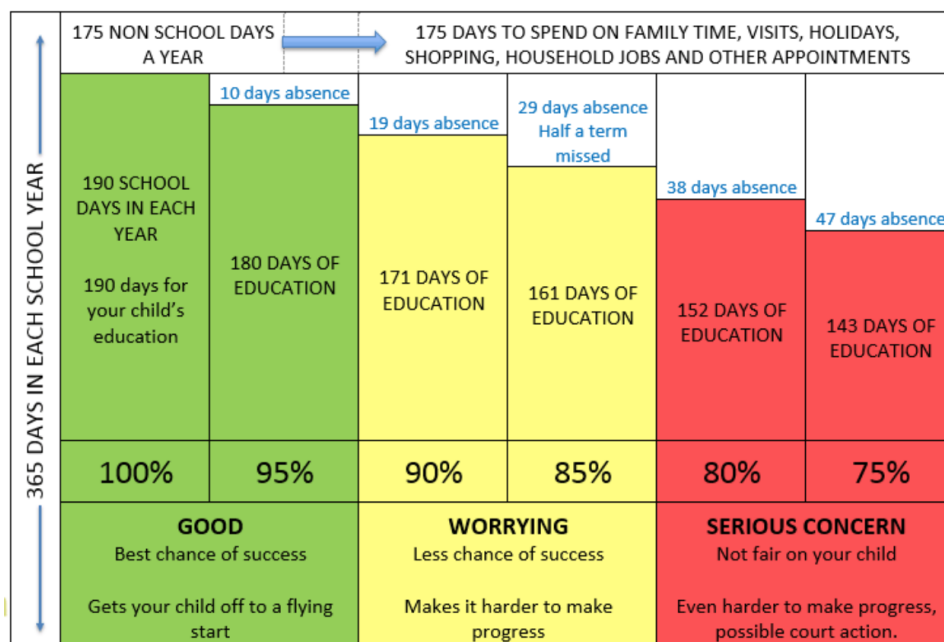 175 NON SCHOOL DAYS
A YEAR
175 DAYS TO SPEND ON FAMILY TIME, VISITS, HOLIDAYS,
SHOPPING, HOUSEHOLD JOBS AND OTHER APPOINTMENTS
365 DAYS IN EACH SCHOOL YEAR
190 SCHOOL
DAYS IN EACH
YEAR
190 days for
your child’s
education
10 days absence
180 DAYS OF
EDUCATION
19 days absence
171 DAYS OF
EDUCATION
29 days absence
Half a term
missed
161 DAYS OF
EDUCATION
38 days absence
152 DAYS OF
EDUCATION
47 days absence
143 DAYS OF
EDUCATION
100%
95%
90%
85%
80%
75%
GOOD
Best chance of success
Gets your child off to a flying
start
WORRYING
Less chance of success
Makes it harder to make
progress
SERIOUS CONCERN
Not fair on your child
Even harder to make progress,
possible court action.